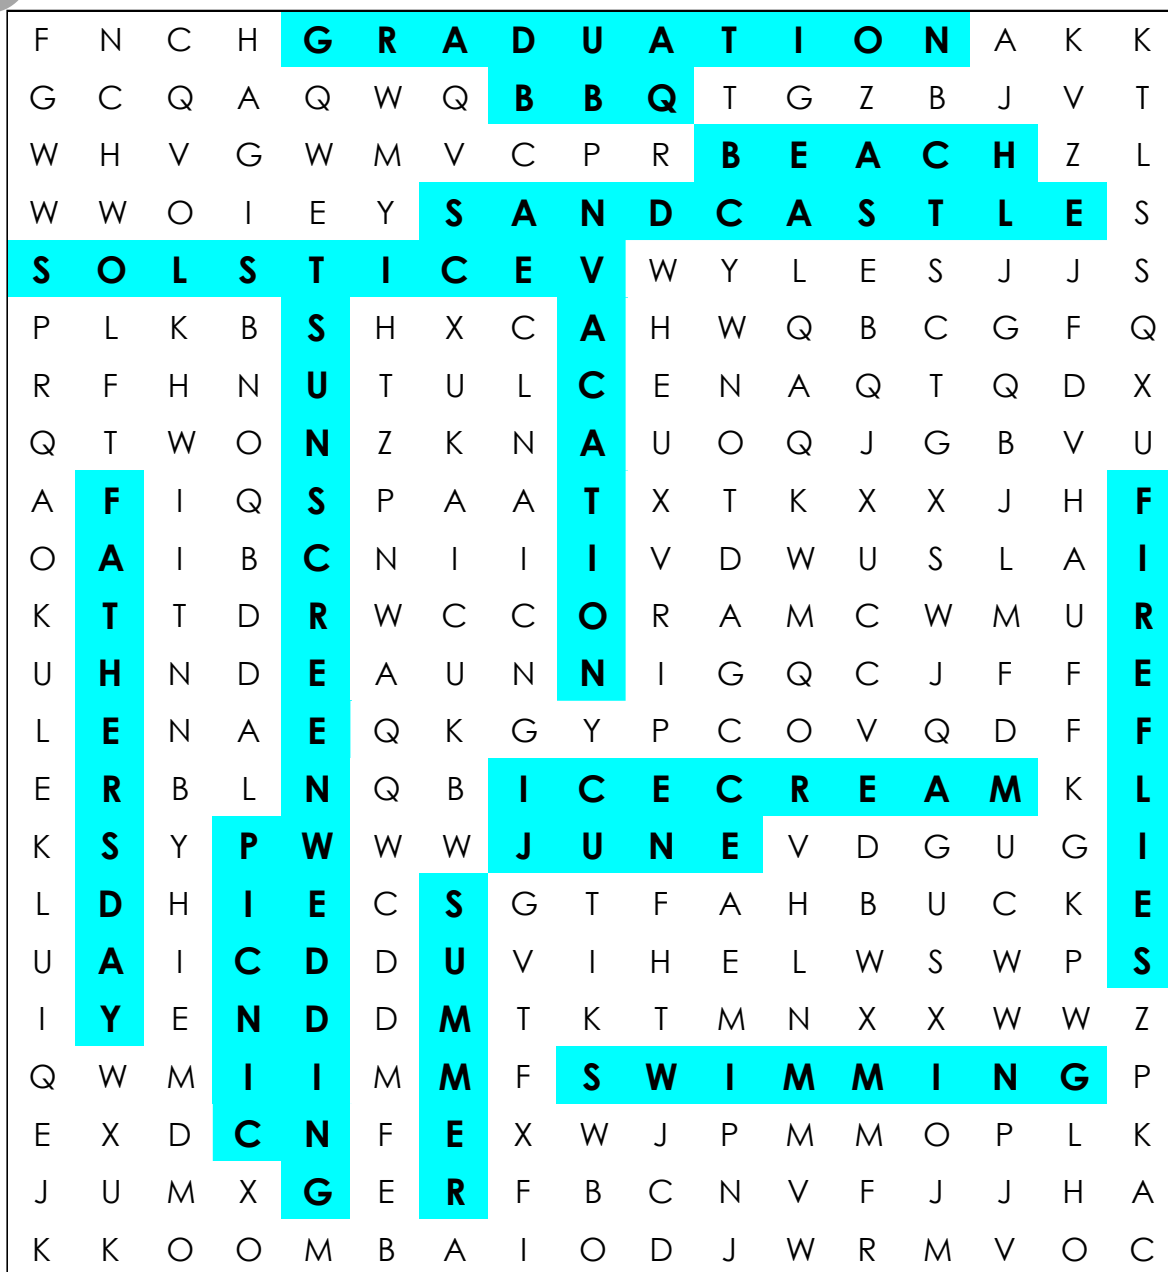 F N C H G R A D U A T I O N A K K
G C Q A Q W Q B B Q T G Z B J V T
W H V G W M V C P R B E A C H Z L
W W O I E Y S A N D C A S T L E S
S O L S T I C E V W Y L E S J J S
P L K B S H X C A H W Q B C G F Q
R F H N U T U L C E N A Q T Q D X
Q T W O N Z K N A U O Q J G B V U
A F I Q S P A A T X T K X X J H F
O A I B C N I I I V D W U S L A I
K T T D R W C C O R A M C W M U R
U H N D E A U N N I G Q C J F F E
L E N A E Q K G Y P C O V Q D F F
E R B L N Q B I C E C R E A M K L
K S Y P W W W J U N E V D G U G I
L D H I E C S G T F A H B U C K E
U A I C D D U V I H E L W S W P S
I Y E N D D M T K T M N X X W W Z
Q W M I I M M F S W I M M I N G P
E X D C N F E X W J P M M O P L K
J U M X G E R F B C N V F J J H A
K K O O M B A I O D J W R M V O C